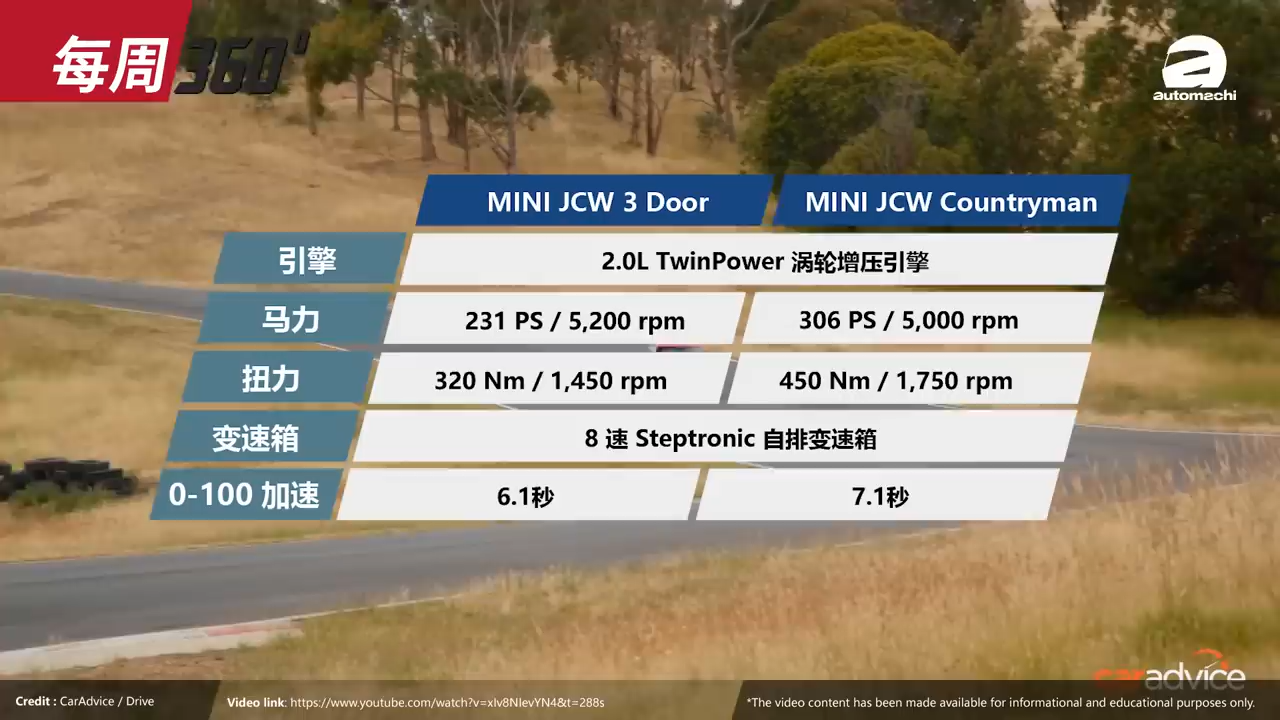 每周360°
automachi
MINI JCW 3 Door MINI JCW Countryman
引擎 2.0L TwinPower 涡轮增压引擎
马力 231 PS / 5,200 rpm 306 PS / 5,000 rpm
扭力 320 Nm / 1,450 rpm 450 Nm / 1,750 rpm
变速箱 8 速 Steptronic 自排变速箱
0-100 加速 6.1秒 7.1秒
caradvice
Credit : CarAdvice / Drive Video link: https://www.youtube.com/watch?v=xIv8NIevYN4&t=288s *The video content has been made available for informational and educational purposes only.